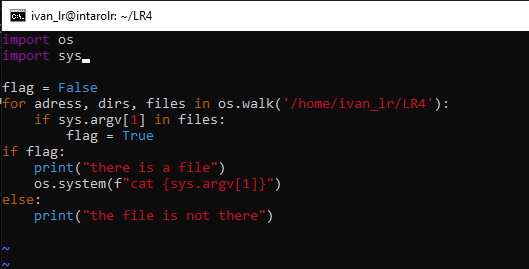 ivan_lr@intarolr: ~/LR4
import os
import sys

flag = False
for adress, dirs, files in os.walk('/home/ivan_lr/LR4'):
    if sys.argv[1] in files:
        flag = True
if flag:
    print("there is a file")
    os.system(f"cat {sys.argv[1]}")
else:
    print("the file is not there")

~
~